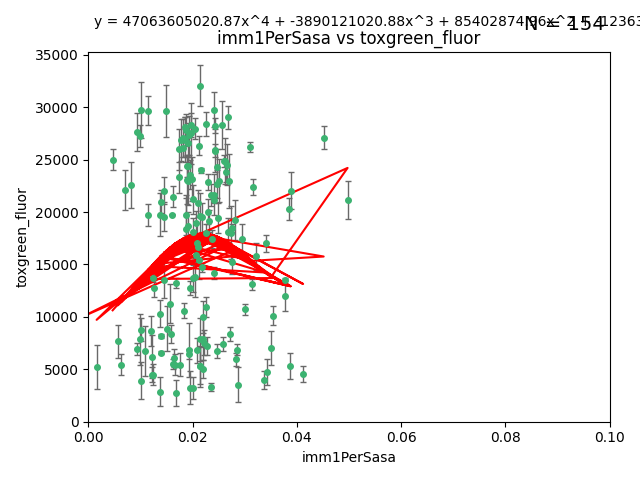 y = 47063605020.87x^4 + -3890121020.88x^3 + 85402874
N = 154
imm1PerSasa vs toxgreen_fluor
35000
30000
25000
20000
15000
10000
5000
0
toxgreen_fluor
0.00 0.02 0.04 0.06 0.08 0.10
imm1PerSasa